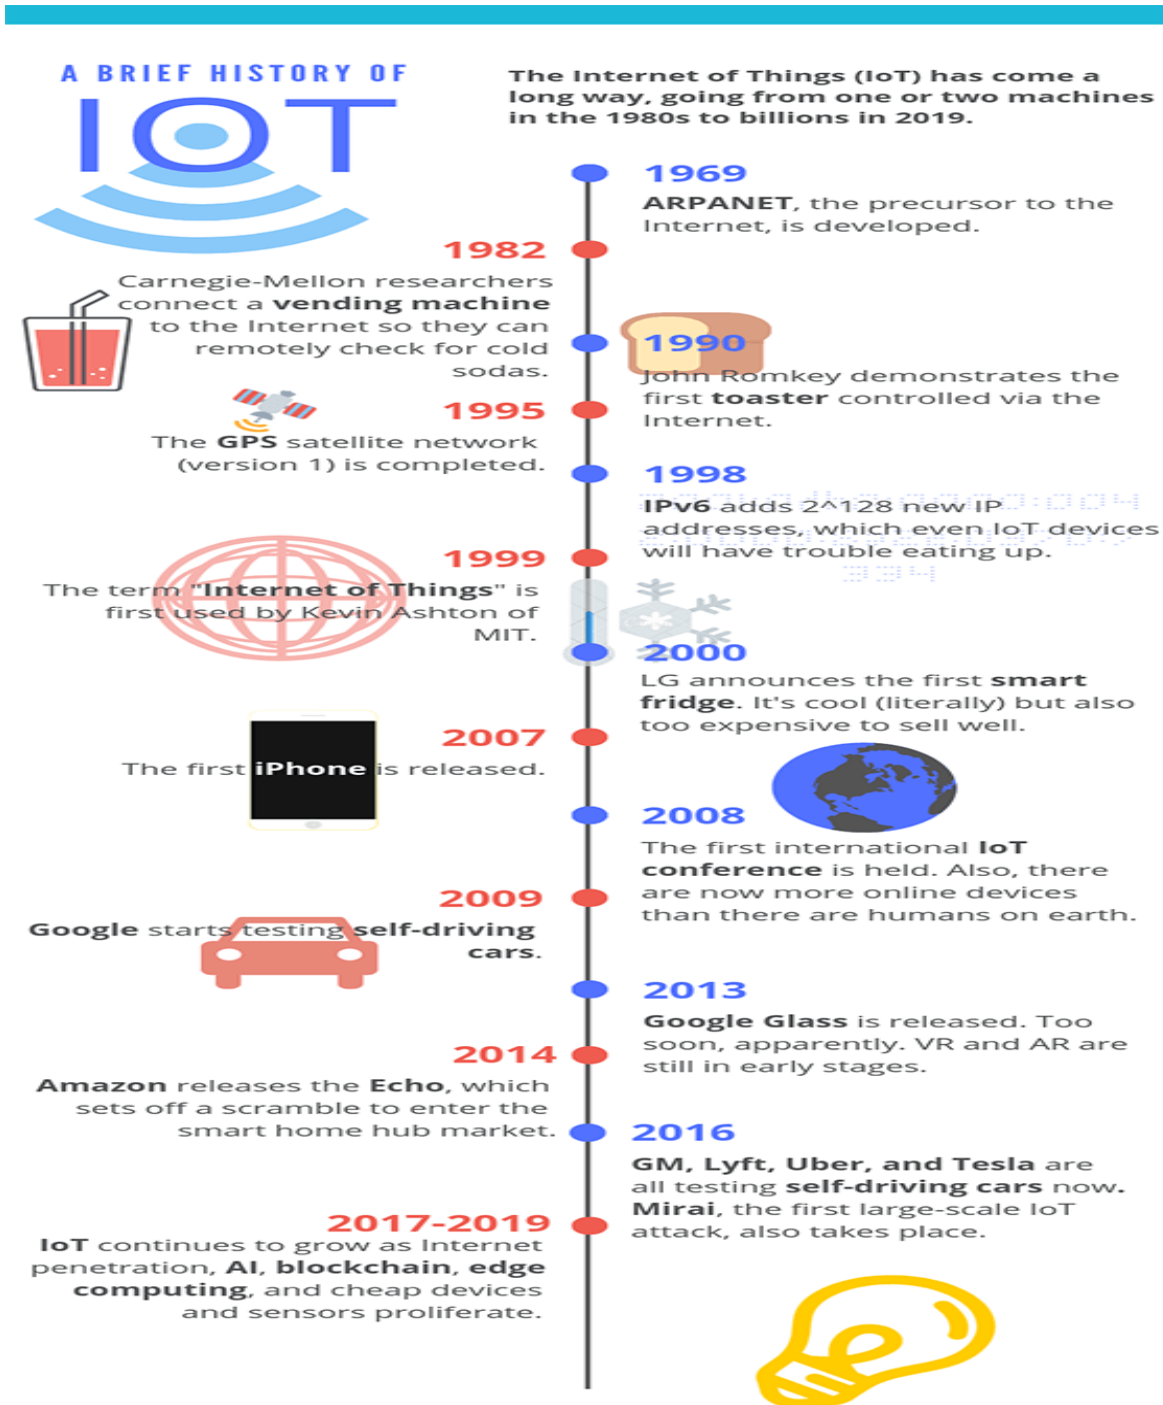 A BRIEF HISTORY OF
IOT
The Internet of Things (IoT) has come a
long way, going from one or two machines
in the 1980s to billions in 2019.
1969
ARPANET, the precursor to the
Internet, is developed.
1982
Carnegie-Mellon researchers
connect a vending machine
to the Internet so they can
remotely check for cold
sodas.
1990
John Romkey demonstrates the
first toaster controlled via the
Internet.
1995
The GPS satellite network
(version 1) is completed.
1998
IPv6 adds 2^128 new IP
addresses, which even IoT devices
will have trouble eating up.
334
1999
The term "Internet of Things" is
first used by Kevin Ashton of
MIT.
2000
LG announces the first smart
fridge. It's cool (literally) but also
too expensive to sell well.
2007
The first iPhone is released.
2008
The first international IoT
conference is held. Also, there
are now more online devices
than there are humans on earth.
2009
Google starts testing self-driving
cars.
2013
Google Glass is released. Too
soon, apparently. VR and AR are
still in early stages.
2014
Amazon releases the Echo, which
sets off a scramble to enter the
smart home hub market.
2016
GM, Lyft, Uber, and Tesla are
all testing self-driving cars now.
Mirai, the first large-scale IoT
attack, also takes place.
2017-2019
IoT continues to grow as Internet
penetration, AI, blockchain, edge
computing, and cheap devices
and sensors proliferate.